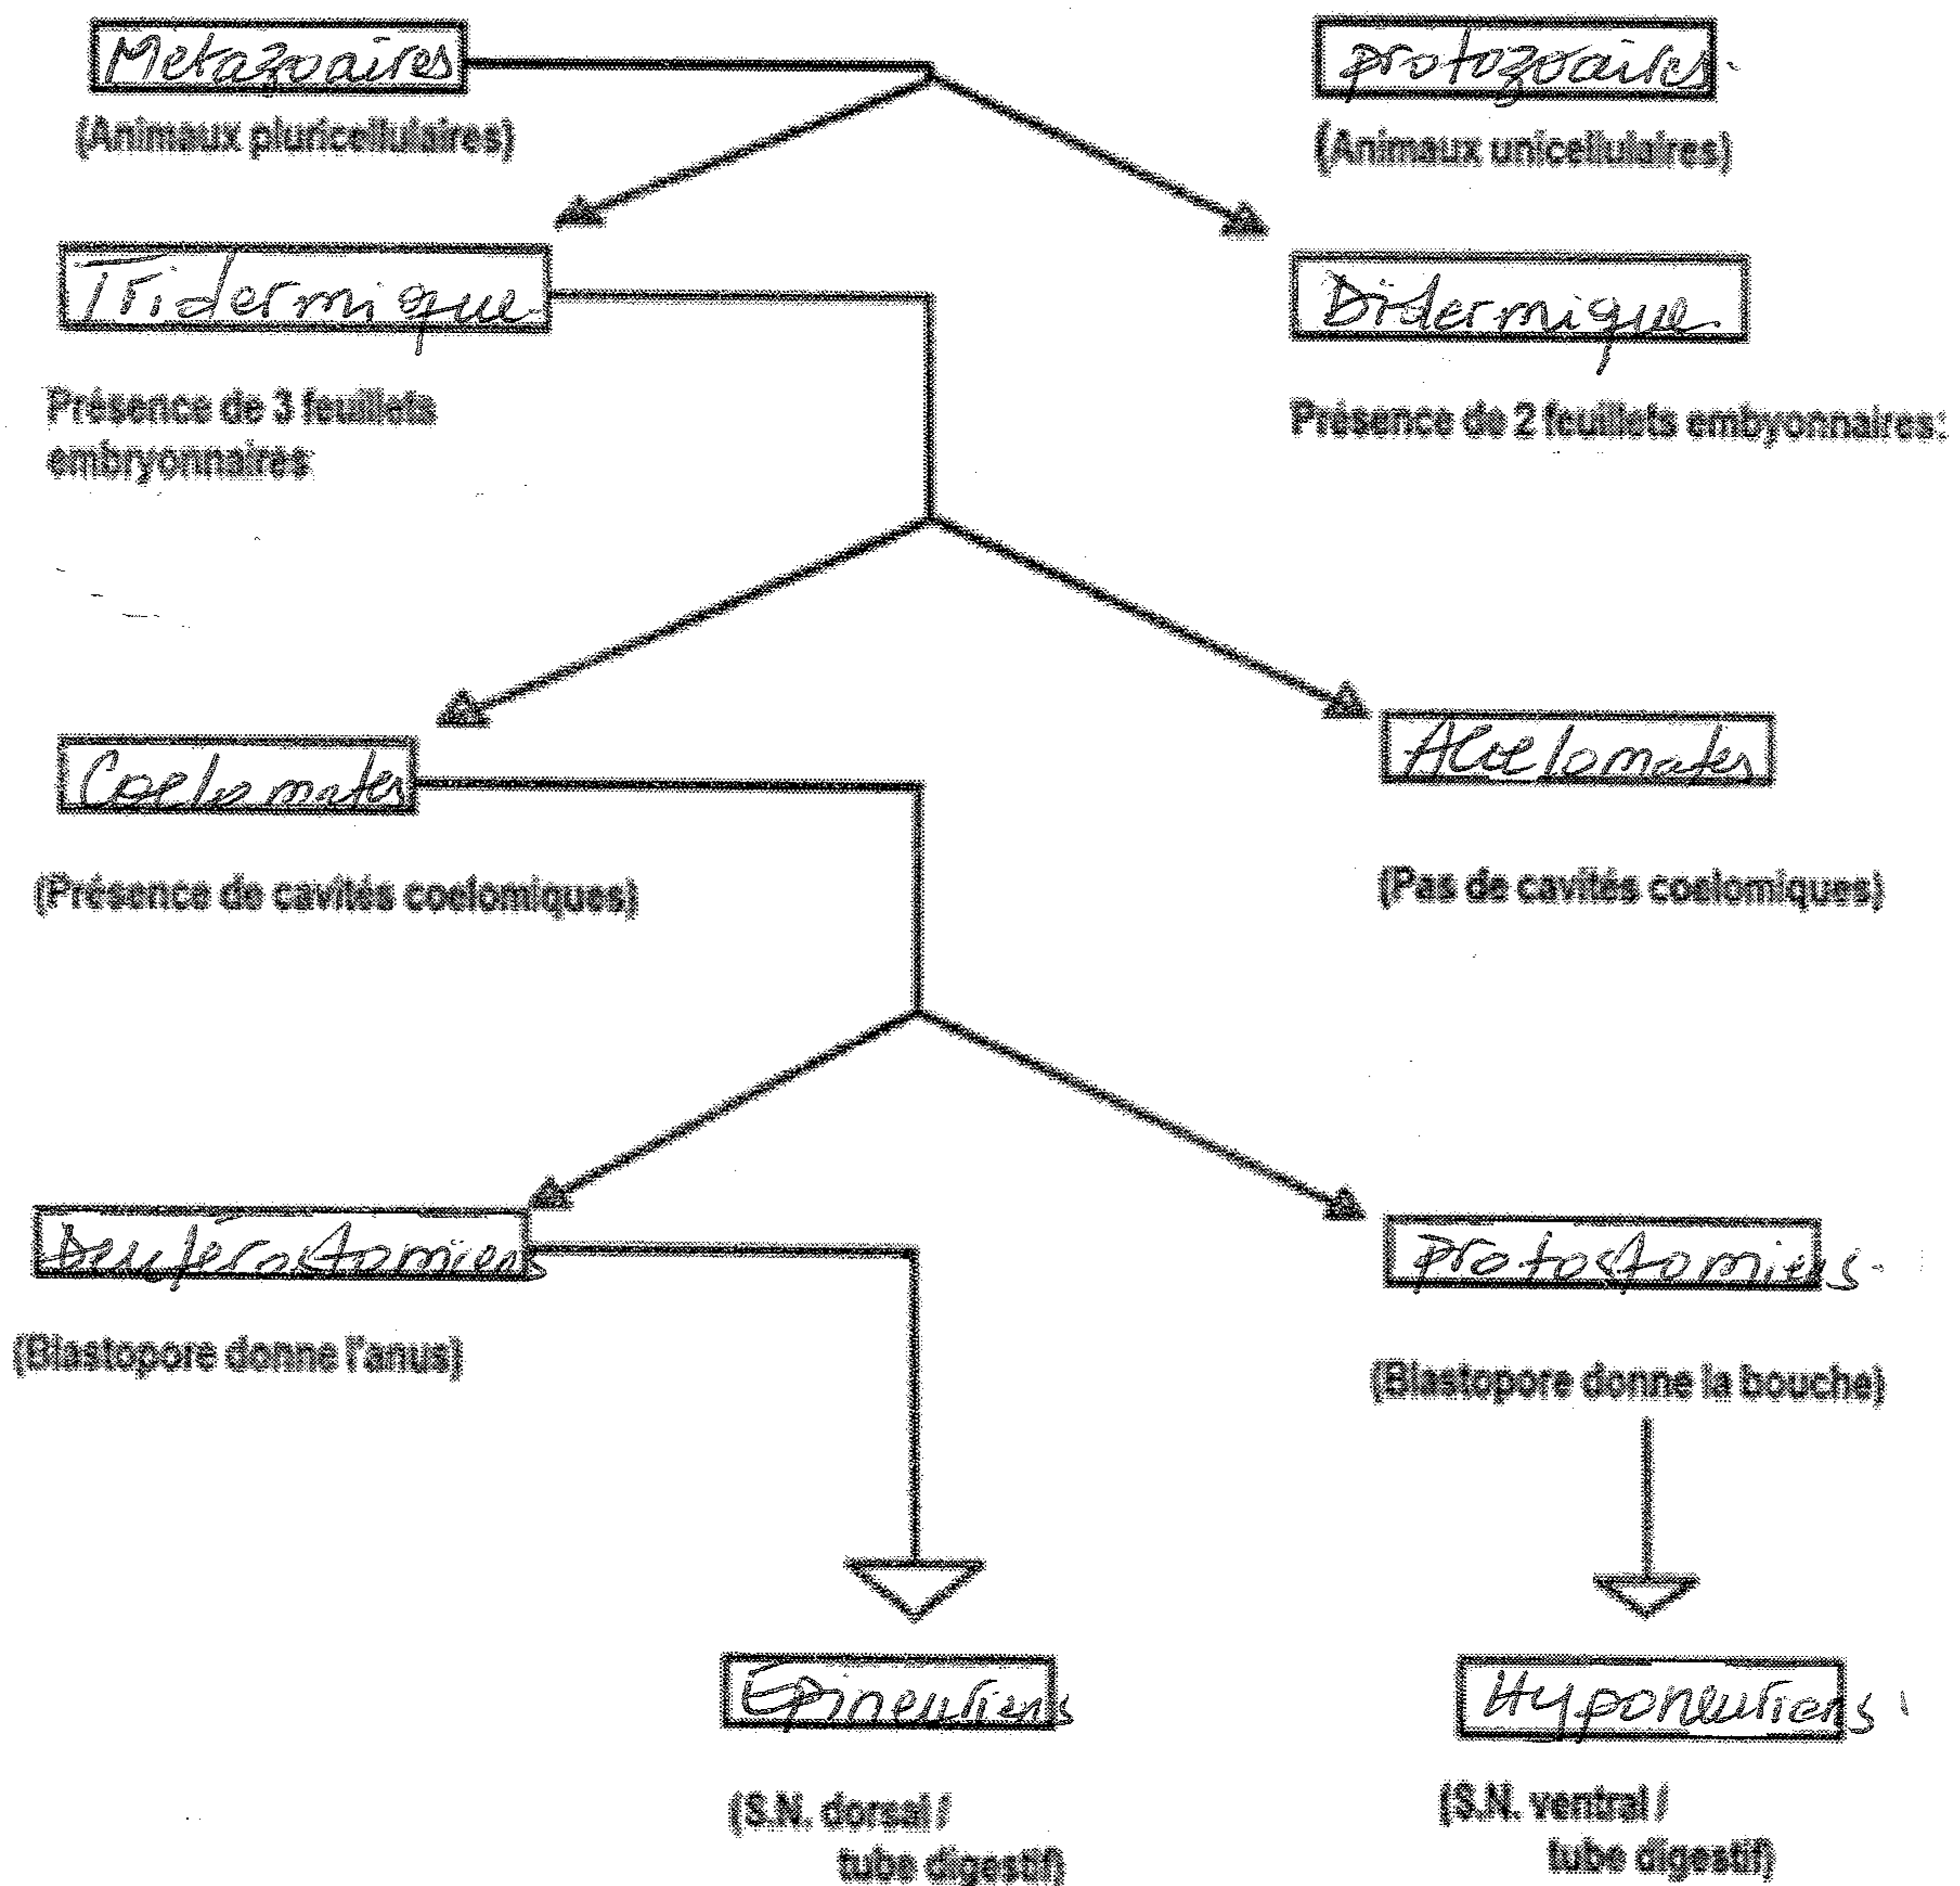 Metazoaires
protozoaires.
(Animaux pluricellulaires)
(Animaux unicellulaires)
Tridermique
Didermique
Présence de 3 feuillets
embryonnaires
Présence de 2 feuillets embyonnaires:
Coelomates
Acoelomates
(Présence de cavités coelomiques)
(Pas de cavités coelomiques)
Deutérostomiens
protostomiens.
(Blastopore donne l'anus)
(Blastopore donne la bouche)
Épineuriens
Hyponeuriens
(S.N. dorsal /
tube digestif)
(S.N. ventral /
tube digestif)